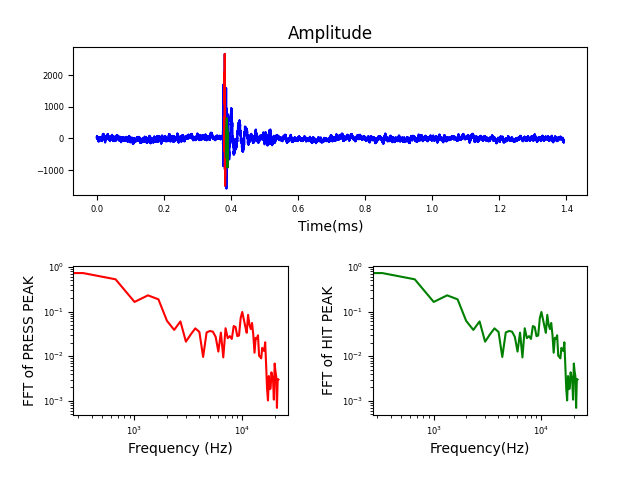 Amplitude
2000
1000
0
−1000
0.0 0.2 0.4 0.6 0.8 1.0 1.2 1.4
Time(ms)
FFT of PRESS PEAK
10⁰
10⁻¹
10⁻²
10⁻³
10³ 10⁴
Frequency (Hz)
FFT of HIT PEAK
10⁰
10⁻¹
10⁻²
10⁻³
10³ 10⁴
Frequency(Hz)